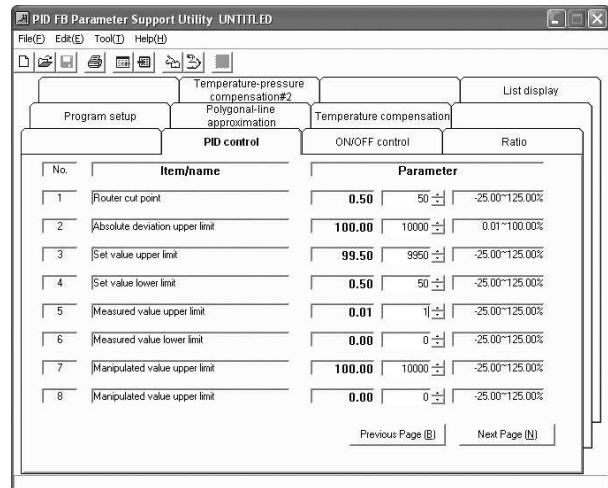 PID FB Parameter Support Utility UNTITLED
File(F) Edit(E) Tool(T) Help(H)
Temperature-pressure
compensation#2
List display
Program setup
Polygonal-line
approximation
Temperature compensation
PID control
ON/OFF control
Ratio
No. Item/name Parameter
1 Router cut point 0.50 50 -25.00~125.00%
2 Absolute deviation upper limit 100.00 10000 0.01~100.00%
3 Set value upper limit 99.50 9950 -25.00~125.00%
4 Set value lower limit 0.50 50 -25.00~125.00%
5 Measured value upper limit 0.01 1 -25.00~125.00%
6 Measured value lower limit 0.00 0 -25.00~125.00%
7 Manipulated value upper limit 100.00 10000 -25.00~125.00%
8 Manipulated value upper limit 0.00 0 -25.00~125.00%
Previous Page (B) Next Page (N)